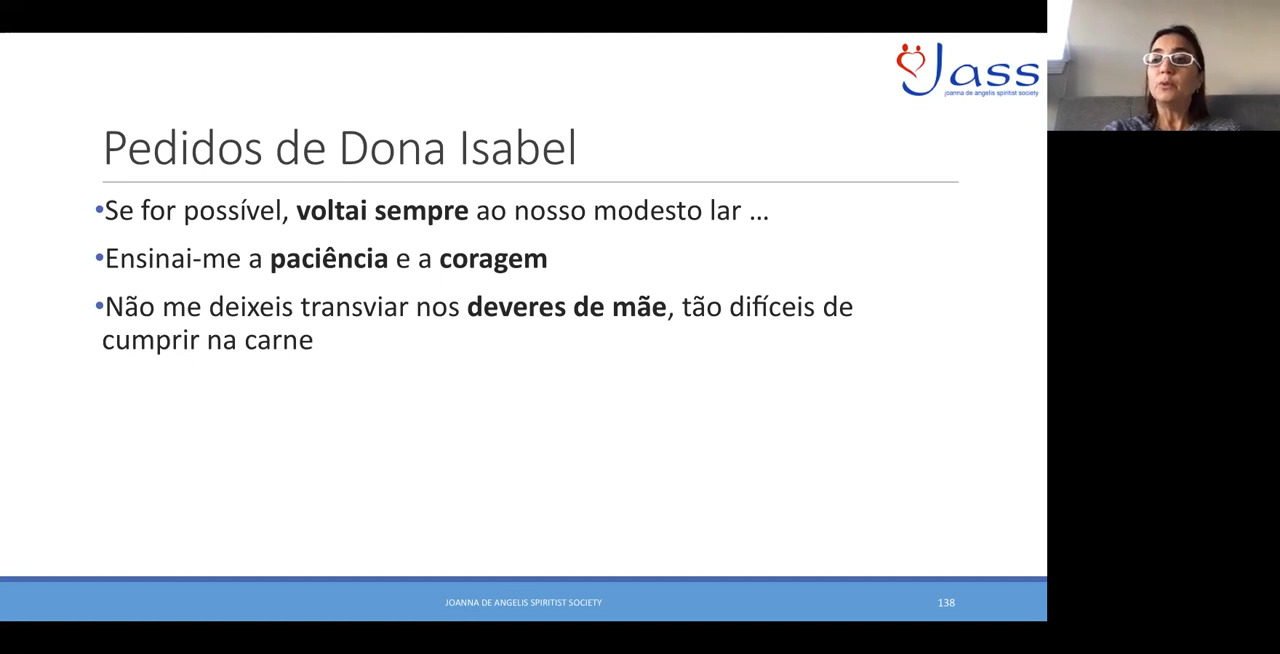 Jass
joanna de angelis spiritist society
Pedidos de Dona Isabel
•Se for possível, voltai sempre ao nosso modesto lar ...
•Ensinai-me a paciência e a coragem
•Não me deixeis transviar nos deveres de mãe, tão difíceis de
cumprir na carne
JOANNA DE ANGELIS SPIRITIST SOCIETY
138